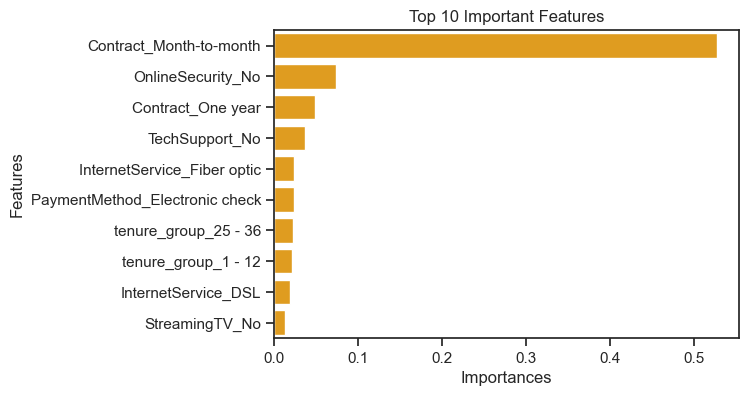 Top 10 Important Features
Features
Contract_Month-to-month
OnlineSecurity_No
Contract_One year
TechSupport_No
InternetService_Fiber optic
PaymentMethod_Electronic check
tenure_group_25 - 36
tenure_group_1 - 12
InternetService_DSL
StreamingTV_No
0.0 0.1 0.2 0.3 0.4 0.5
Importances